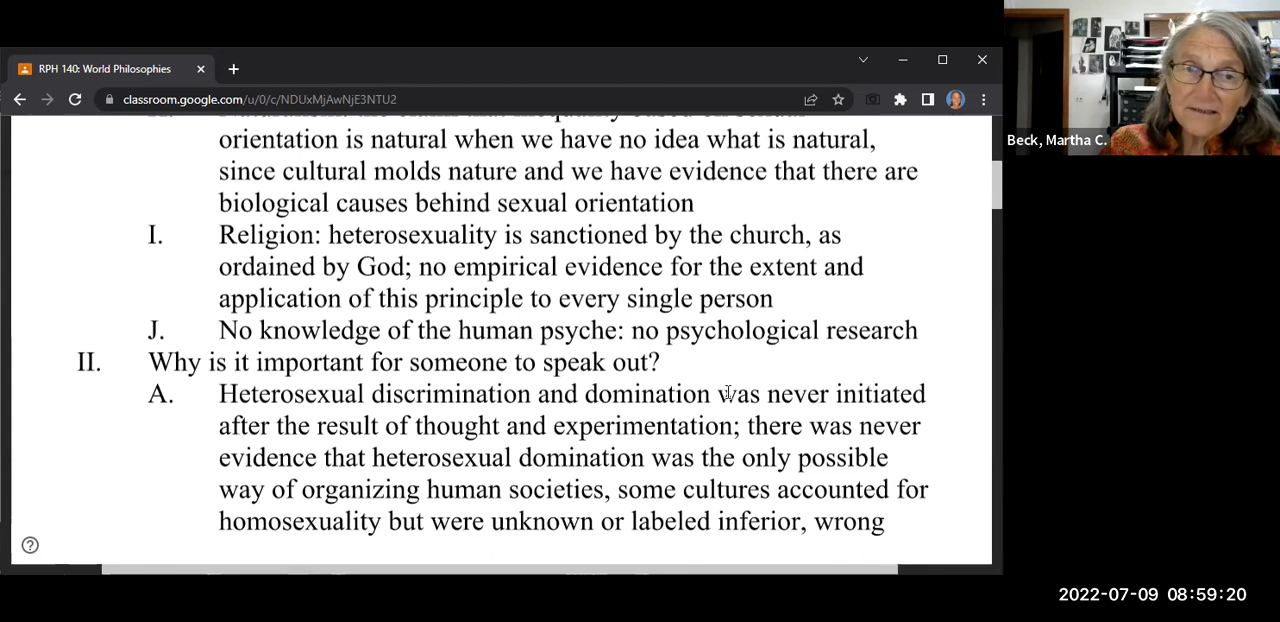 RPH 140: World Philosophies
classroom.google.com/u/0/c/NDUxMjAwNjE3NTU2
orientation is natural when we have no idea what is natural,
since cultural molds nature and we have evidence that there are
biological causes behind sexual orientation
I. Religion: heterosexuality is sanctioned by the church, as
ordained by God; no empirical evidence for the extent and
application of this principle to every single person
J. No knowledge of the human psyche: no psychological research
II. Why is it important for someone to speak out?
A. Heterosexual discrimination and domination was never initiated
after the result of thought and experimentation; there was never
evidence that heterosexual domination was the only possible
way of organizing human societies, some cultures accounted for
homosexuality but were unknown or labeled inferior, wrong
Beck, Martha C.
2022-07-09 08:59:20